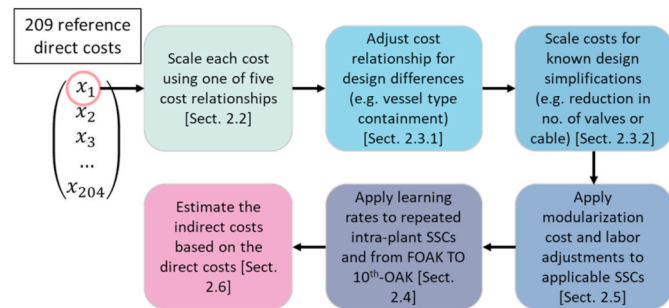 209 reference
direct costs
x₁
x₂
x₃
...
x₂₀₄
Scale each cost
using one of five
cost relationships
[Sect. 2.2]
Adjust cost
relationship for
design differences
(e.g. vessel type
containment)
[Sect. 2.3.1]
Scale costs for
known design
simplifications
(e.g. reduction in
no. of valves or
cable) [Sect. 2.3.2]
Apply
modularization
cost and labor
adjustments to
applicable SSCs
[Sect. 2.5]
Apply learning
rates to repeated
intra-plant SSCs
and from FOAK TO
10th-OAK [Sect.
2.4]
Estimate the
indirect costs
based on the
direct costs [Sect.
2.6]